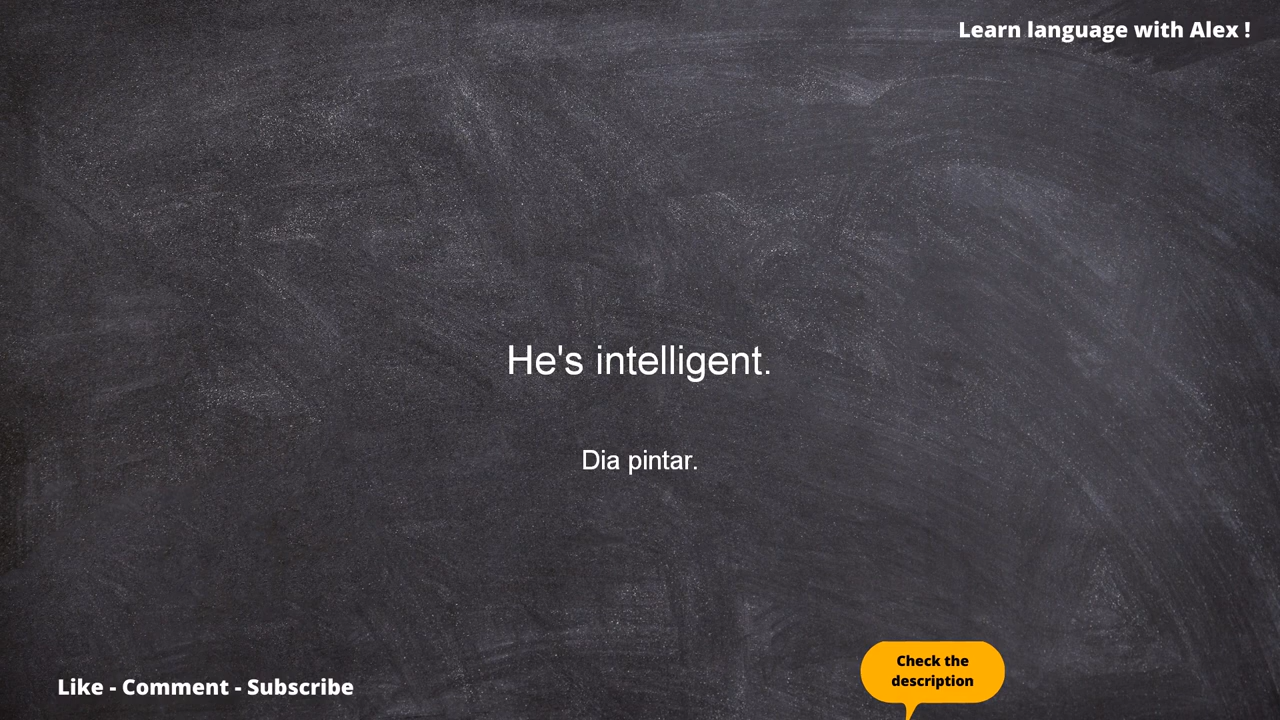 Learn language with Alex !
He's intelligent.
Dia pintar.
Like - Comment - Subscribe
Check the
description